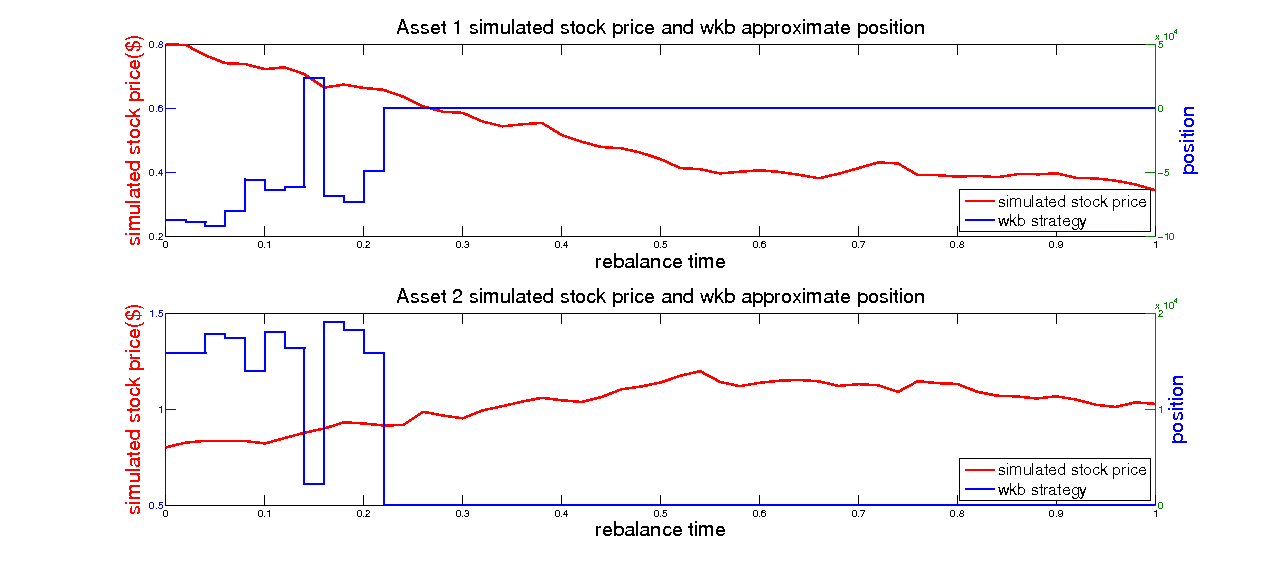 Asset 1 simulated stock price and wkb approximate position
x 10^4
0.8 5
0.6 0
0.4 -5
0.2 -10
simulated stock price($)
position
simulated stock price
wkb strategy
0 0.1 0.2 0.3 0.4 0.5 0.6 0.7 0.8 0.9 1
rebalance time
Asset 2 simulated stock price and wkb approximate position
x 10^4
1.5 2
1 1
0.5 0
simulated stock price($)
position
simulated stock price
wkb strategy
0 0.1 0.2 0.3 0.4 0.5 0.6 0.7 0.8 0.9 1
rebalance time